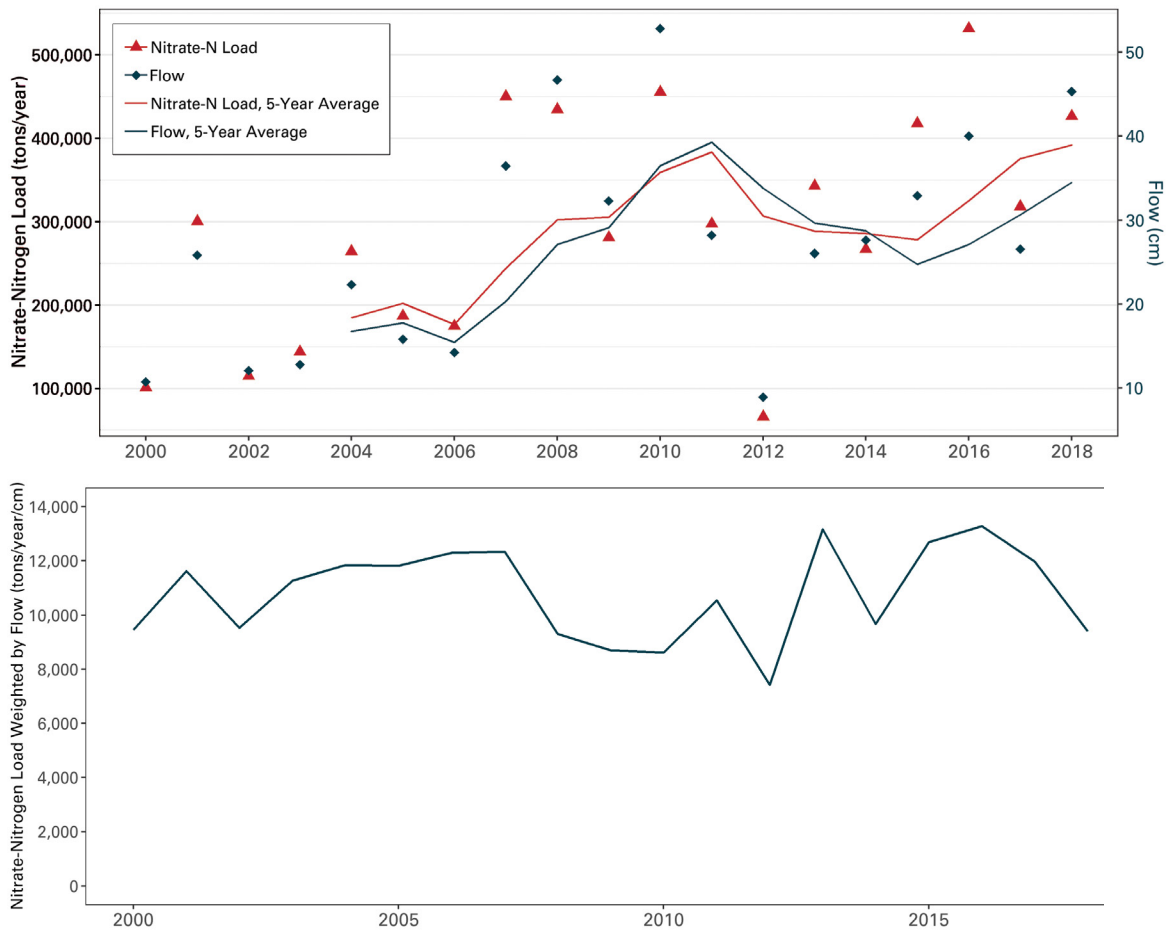 Nitrate-Nitrogen Load (tons/year)
500,000
400,000
300,000
200,000
100,000
Nitrate-N Load
Flow
Nitrate-N Load, 5-Year Average
Flow, 5-Year Average
50
40
30
20
10
Flow (cm)
2000 2002 2004 2006 2008 2010 2012 2014 2016 2018
Nitrate-Nitrogen Load Weighted by Flow (tons/year/cm)
14,000
12,000
10,000
8,000
6,000
4,000
2,000
0
2000 2005 2010 2015